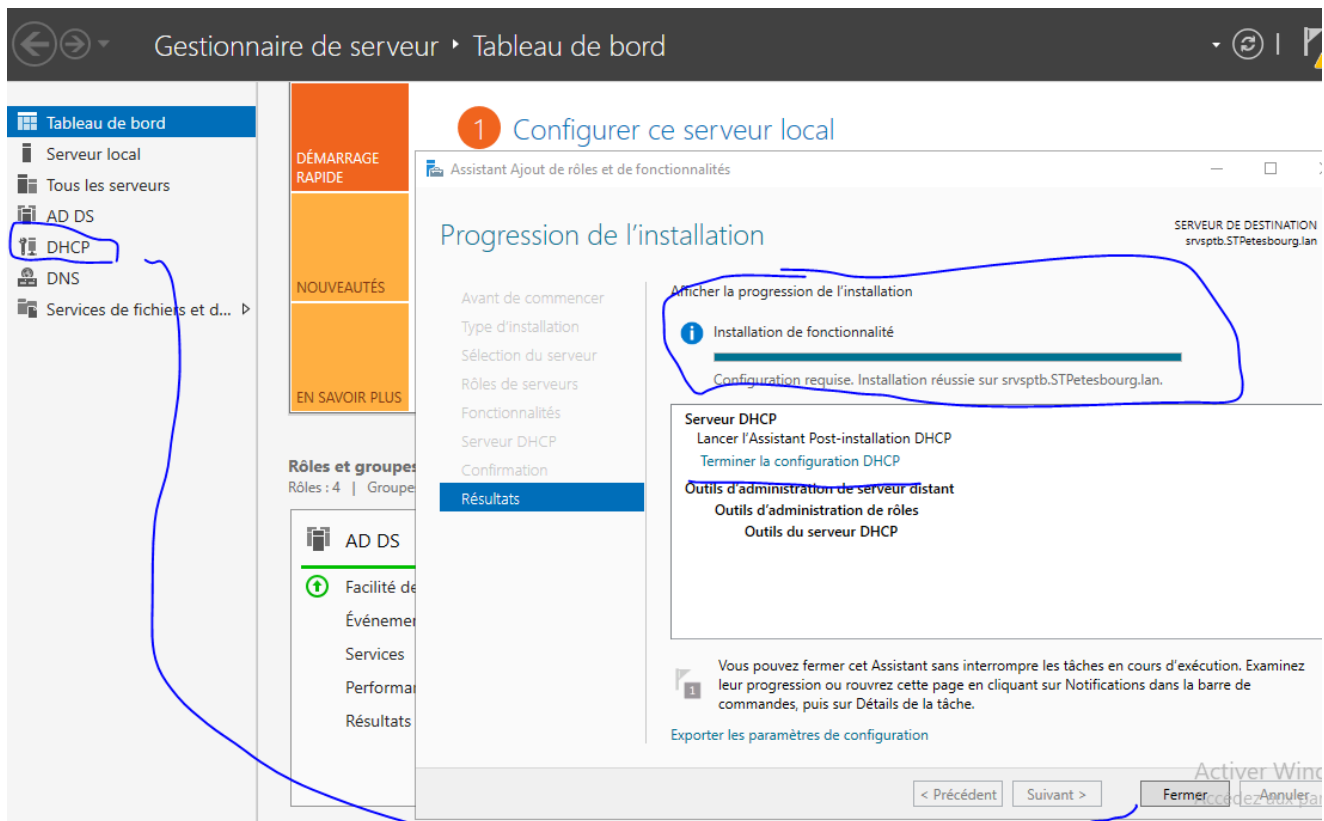 Gestionnaire de serveur ‣ Tableau de bord
Tableau de bord
Serveur local
Tous les serveurs
AD DS
DHCP
DNS
Services de fichiers et d...
DÉMARRAGE
RAPIDE
NOUVEAUTÉS
EN SAVOIR PLUS
1 Configurer ce serveur local
Rôles et groupes
Rôles : 4 | Groupe
AD DS
Facilité de
Événemer
Services
Performar
Résultats
Assistant Ajout de rôles et de fonctionnalités
Progression de l'installation
SERVEUR DE DESTINATION
srvsptb.STPetesbourg.lan
Avant de commencer
Type d'installation
Sélection du serveur
Rôles de serveurs
Fonctionnalités
Serveur DHCP
Confirmation
Résultats
Afficher la progression de l'installation
Installation de fonctionnalité
Configuration requise. Installation réussie sur srvsptb.STPetesbourg.lan.
Serveur DHCP
Lancer l'Assistant Post-installation DHCP
Terminer la configuration DHCP
Outils d'administration de serveur distant
Outils d'administration de rôles
Outils du serveur DHCP
1
Vous pouvez fermer cet Assistant sans interrompre les tâches en cours d'exécution. Examinez
leur progression ou rouvrez cette page en cliquant sur Notifications dans la barre de
commandes, puis sur Détails de la tâche.
Exporter les paramètres de configuration
Activer Wind
Accédez aux par
< Précédent
Suivant >
Fermer
Annuler